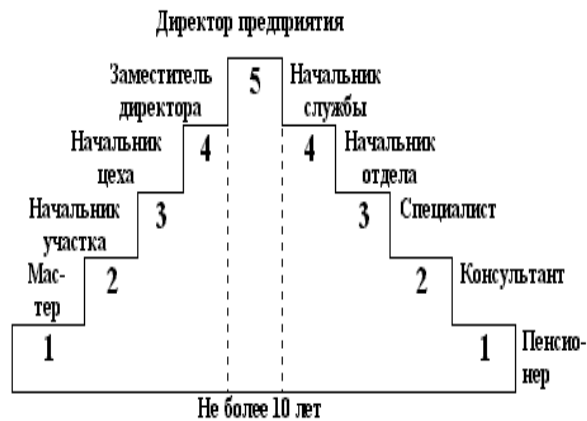 Директор предприятия
Заместитель
директора
5
Начальник
службы
Начальник
цеха
4
4
Начальник
отдела
Начальник
участка
3
3
Специалист
Мас-
тер
2
2
Консультант
1
1
Пенсио-
нер
Не более 10 лет